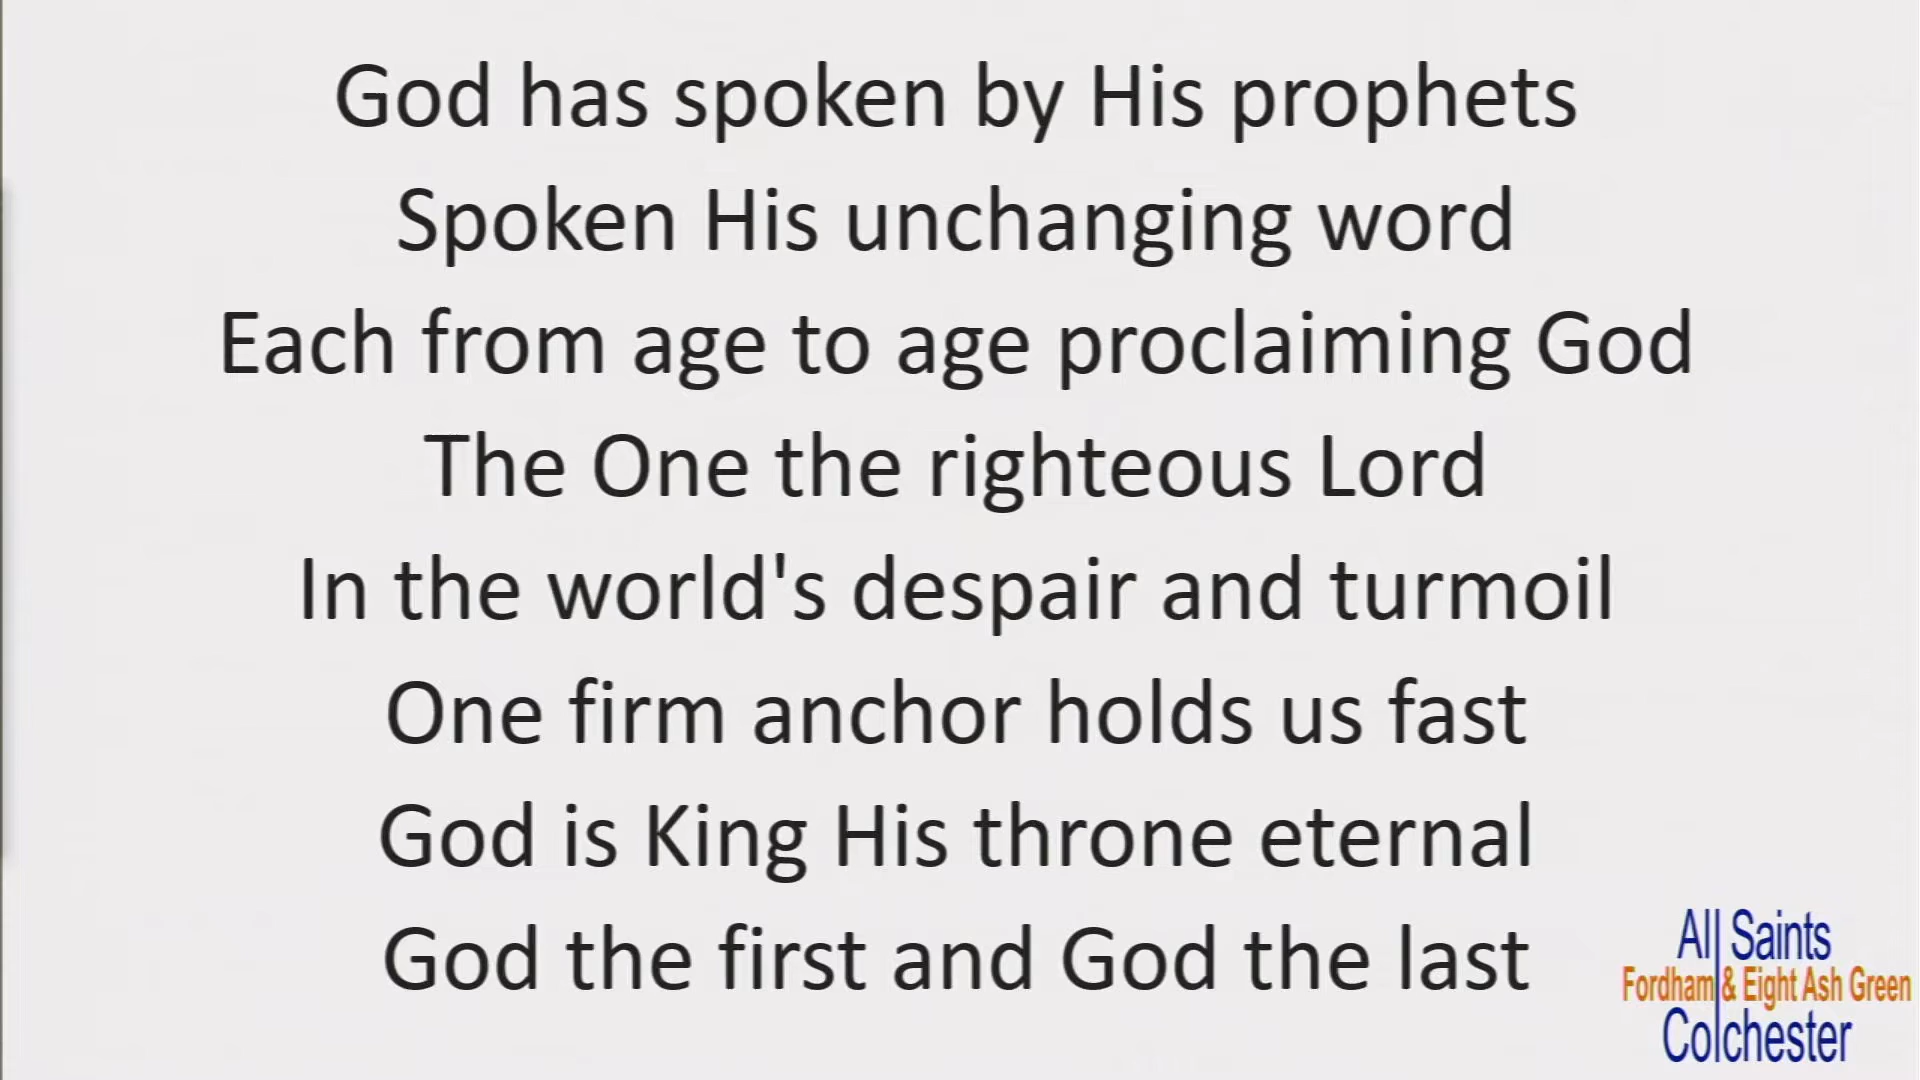 God has spoken by His prophets
Spoken His unchanging word
Each from age to age proclaiming God
The One the righteous Lord
In the world's despair and turmoil
One firm anchor holds us fast
God is King His throne eternal
God the first and God the last
All Saints
Fordham & Eight Ash Green
Colchester